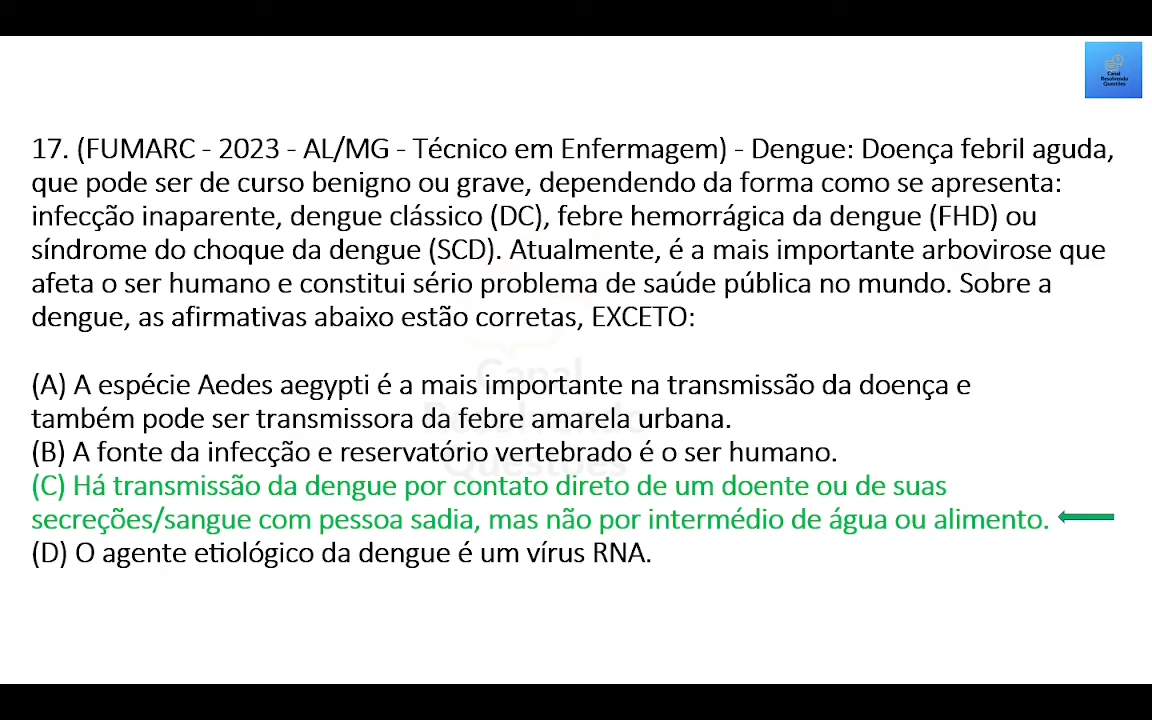 Canal
Resolvendo
Questões
17. (FUMARC - 2023 - AL/MG - Técnico em Enfermagem) - Dengue: Doença febril aguda,
que pode ser de curso benigno ou grave, dependendo da forma como se apresenta:
infecção inaparente, dengue clássico (DC), febre hemorrágica da dengue (FHD) ou
síndrome do choque da dengue (SCD). Atualmente, é a mais importante arbovirose que
afeta o ser humano e constitui sério problema de saúde pública no mundo. Sobre a
dengue, as afirmativas abaixo estão corretas, EXCETO:
(A) A espécie Aedes aegypti é a mais importante na transmissão da doença e
também pode ser transmissora da febre amarela urbana.
(B) A fonte da infecção e reservatório vertebrado é o ser humano.
(C) Há transmissão da dengue por contato direto de um doente ou de suas
secreções/sangue com pessoa sadia, mas não por intermédio de água ou alimento.
(D) O agente etiológico da dengue é um vírus RNA.
Canal
Resolvendo
Questões